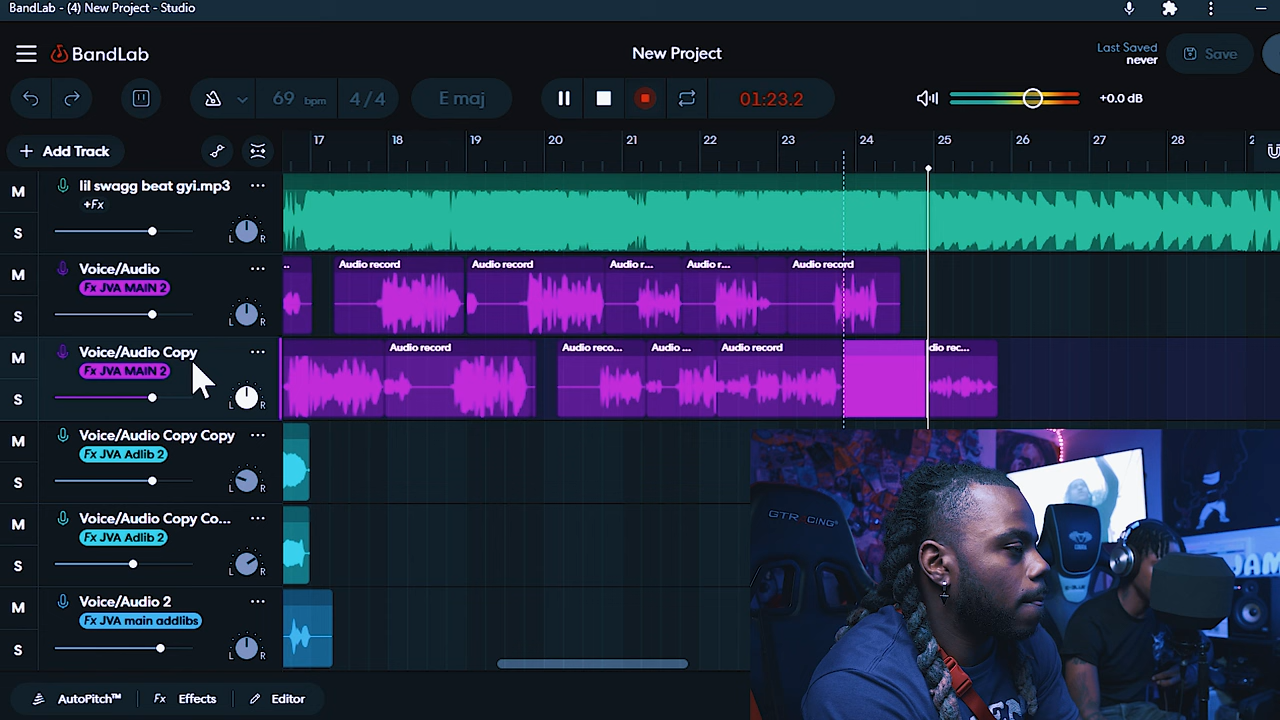 BandLab - (4) New Project - Studio
BandLab
New Project
Last Saved
never
Save
69 bpm
4/4
E maj
01:23.2
+0.0 dB
+ Add Track
17 18 19 20 21 22 23 24 25 26 27 28
M
S
lil swagg beat gyi.mp3
+Fx
L R
M
S
Voice/Audio
Fx JVA MAIN 2
L R
.. Audio record Audio record Audio r... Audio r... Audio record
M
S
Voice/Audio Copy
Fx JVA MAIN 2
L R
Audio record Audio reco... Audio ... Audio record dio rec...
M
S
Voice/Audio Copy Copy
Fx JVA Adlib 2
L R
M
S
Voice/Audio Copy Co...
Fx JVA Adlib 2
L R
M
S
Voice/Audio 2
Fx JVA main addlibs
L R
AutoPitch™
Fx Effects
Editor
GTRACING
JAM